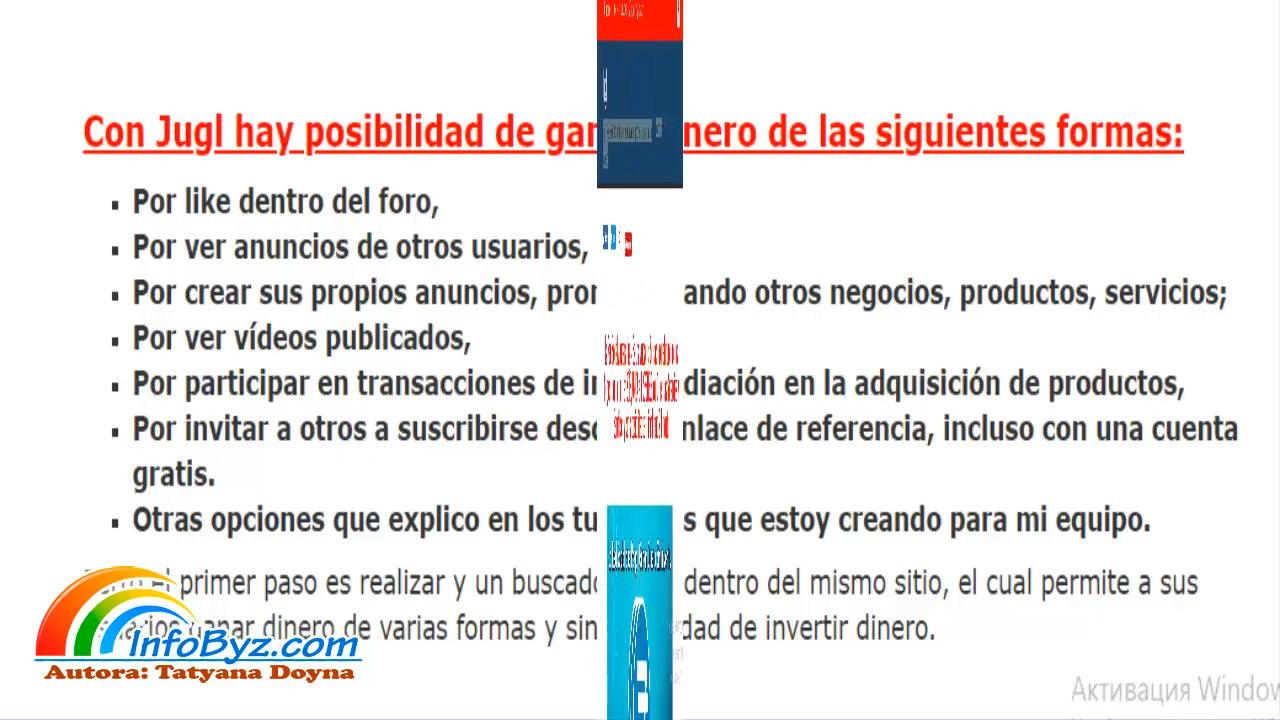 Con Jugl hay posibilidad de gan nero de las siguientes formas:
Por like dentro del foro,
Por ver anuncios de otros usuarios,
Por crear sus propios anuncios, pro ando otros negocios, productos, servicios;
Por ver vídeos publicados,
Por participar en transacciones de in diación en la adquisición de productos,
Por invitar a otros a suscribirse desd nlace de referencia, incluso con una cuenta
gratis.
Otras opciones que explico en los tu s que estoy creando para mi equipo.
el primer paso es realizar y un buscado dentro del mismo sitio, el cual permite a sus
ganar dinero de varias formas y sin dad de invertir dinero.
InfoByz.com
Autora: Tatyana Doyna
Активация Window